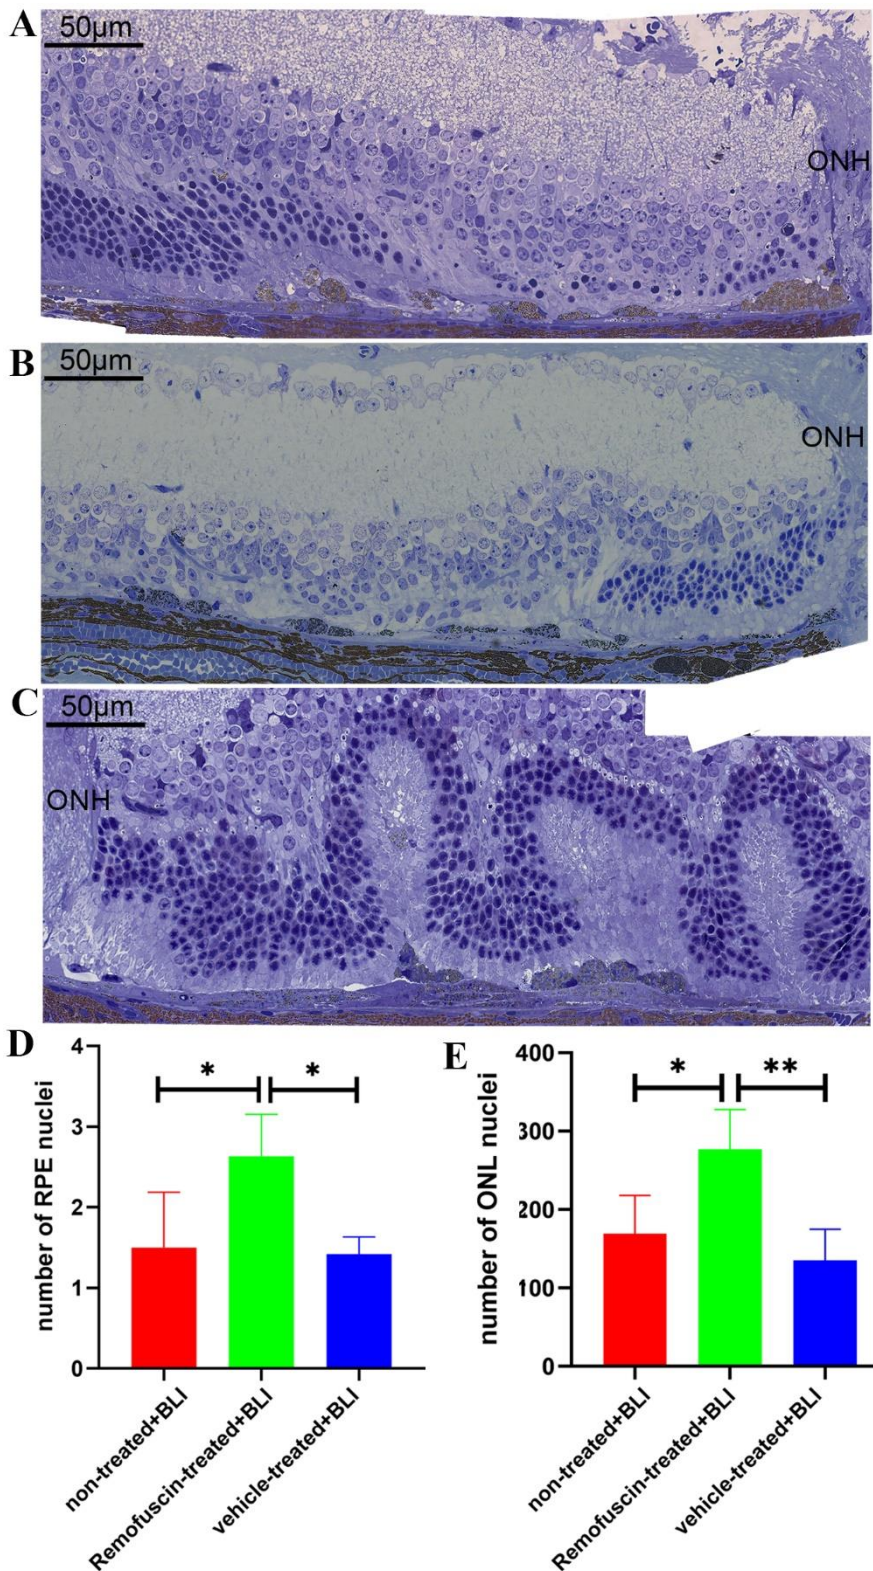 A
50µm
ONH
B
50µm
ONH
C
50µm
ONH
D
number of RPE nuclei
4
3
2
1
0
*
*
non-treated+BLI
Remofuscin-treated+BLI
vehicle-treated+BLI
E
number of ONL nuclei
400
300
200
100
0
*
**
non-treated+BLI
Remofuscin-treated+BLI
vehicle-treated+BLI